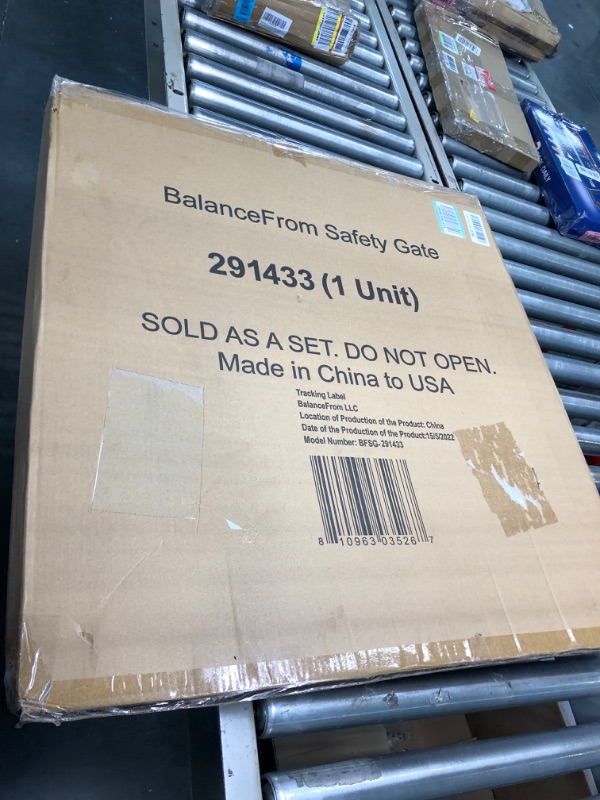 BalanceFrom Safety Gate
291433 (1 Unit)
SOLD AS A SET. DO NOT OPEN.
Made in China to USA
Tracking Label
BalanceFrom LLC
Location of Production of the Product: China
Date of the Production of the Product:15/5/2022
Model Number: BFSG-291433
8 10963 03526 7